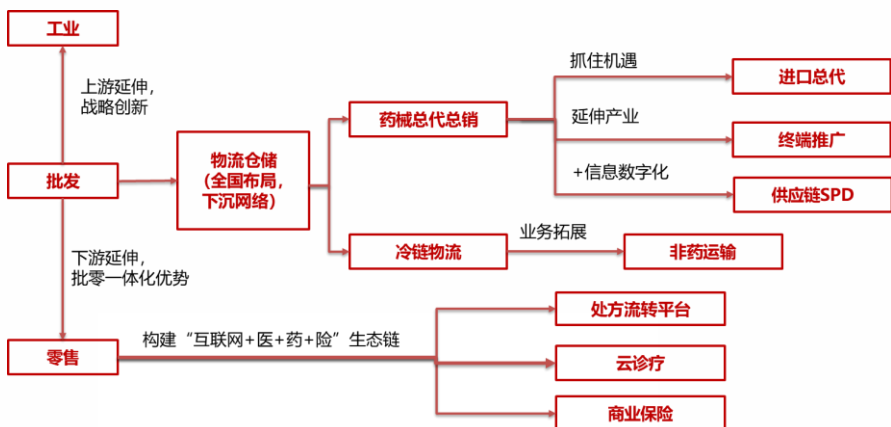 工业
上游延伸，
战略创新
批发
下游延伸，
批零一体化优势
零售
物流仓储
（全国布局，
下沉网络）
药械总代总销
抓住机遇
进口总代
延伸产业
终端推广
+信息数字化
供应链SPD
冷链物流
业务拓展
非药运输
构建“互联网+医+药+险”生态链
处方流转平台
云诊疗
商业保险